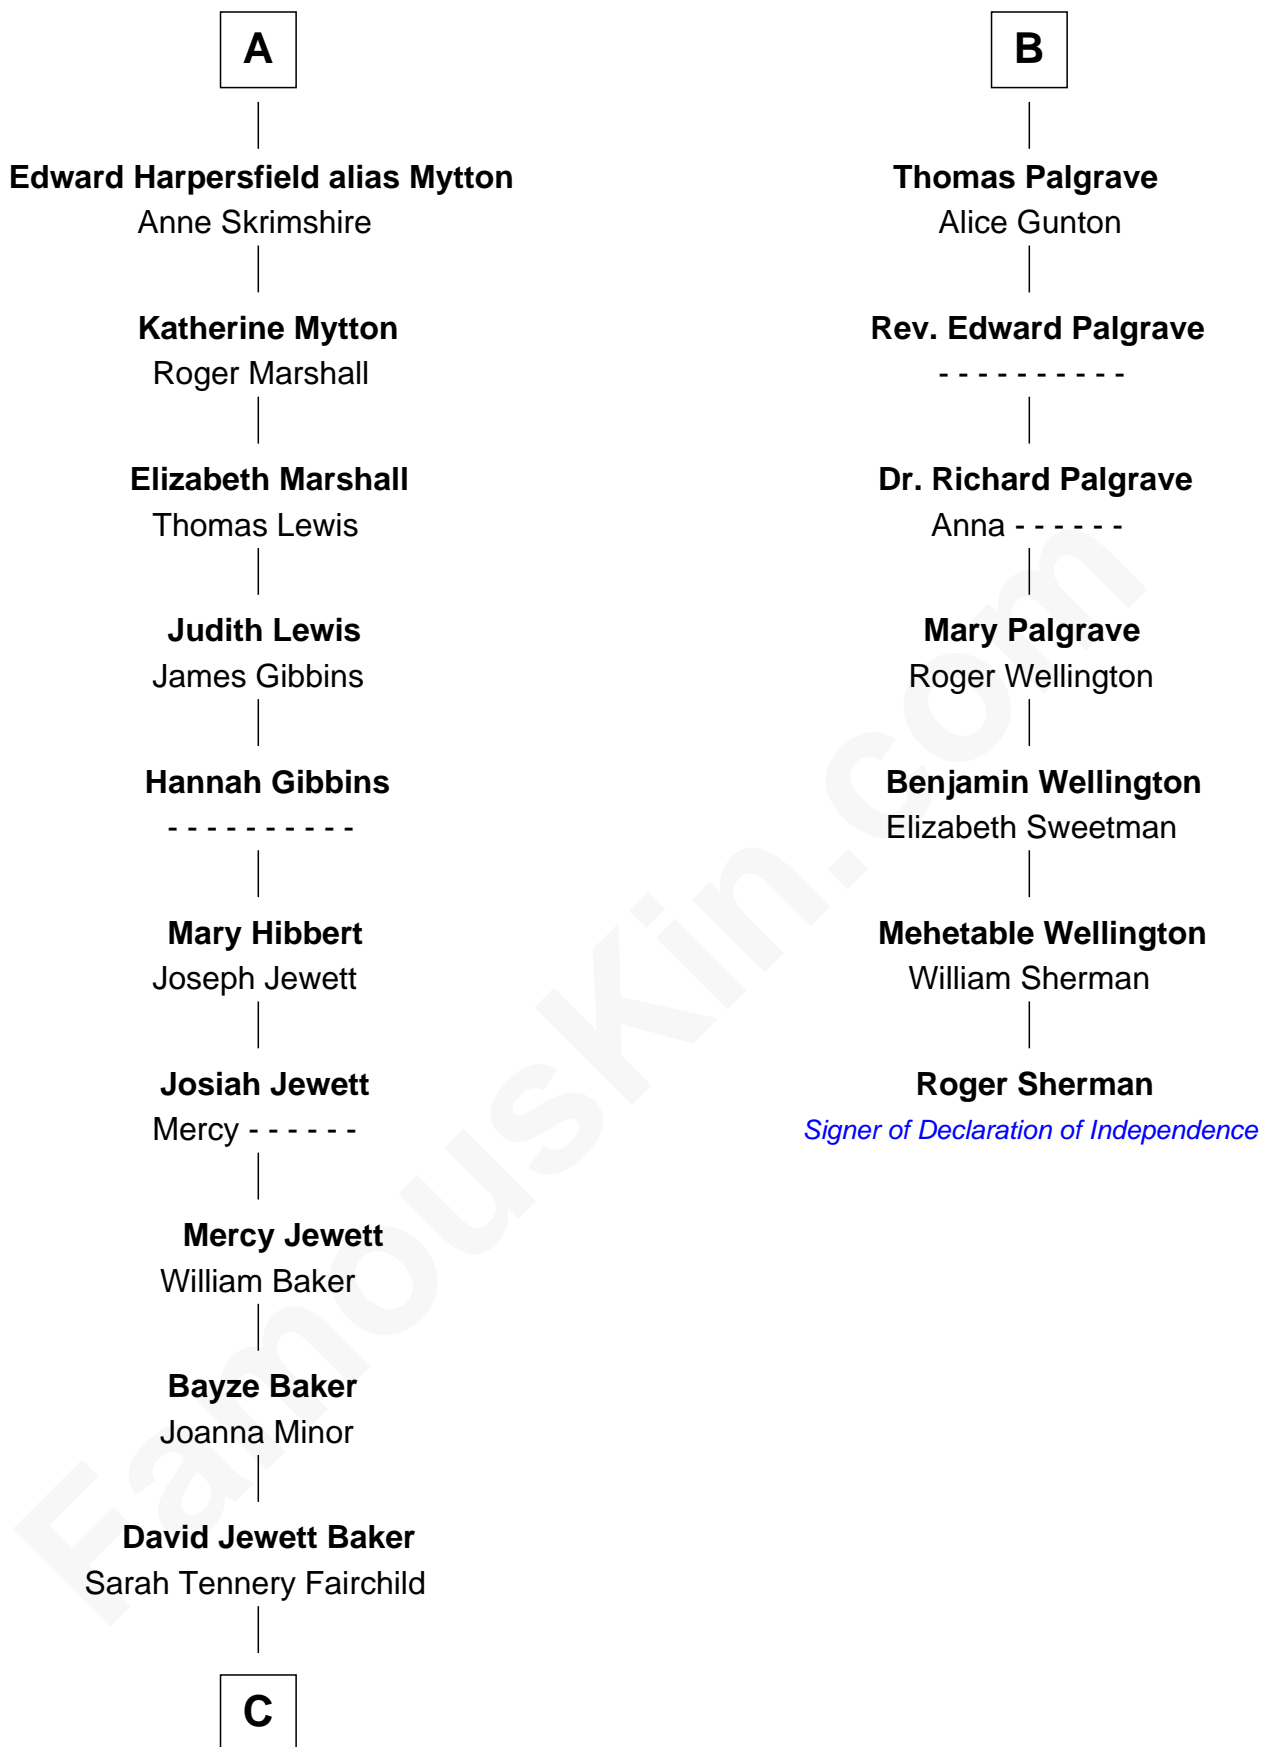 A
Edward Harpersfield alias Mytton
Anne Skrimshire
Katherine Mytton
Roger Marshall
Elizabeth Marshall
Thomas Lewis
Judith Lewis
James Gibbins
Hannah Gibbins
- - - - - - - - - -
Mary Hibbert
Joseph Jewett
Josiah Jewett
Mercy - - - - - -
Mercy Jewett
William Baker
Bayze Baker
Joanna Minor
David Jewett Baker
Sarah Tennery Fairchild
C
B
Thomas Palgrave
Alice Gunton
Rev. Edward Palgrave
- - - - - - - - - -
Dr. Richard Palgrave
Anna - - - - - -
Mary Palgrave
Roger Wellington
Benjamin Wellington
Elizabeth Sweetman
Mehetable Wellington
William Sherman
Roger Sherman
Signer of Declaration of Independence
FamousKin.com